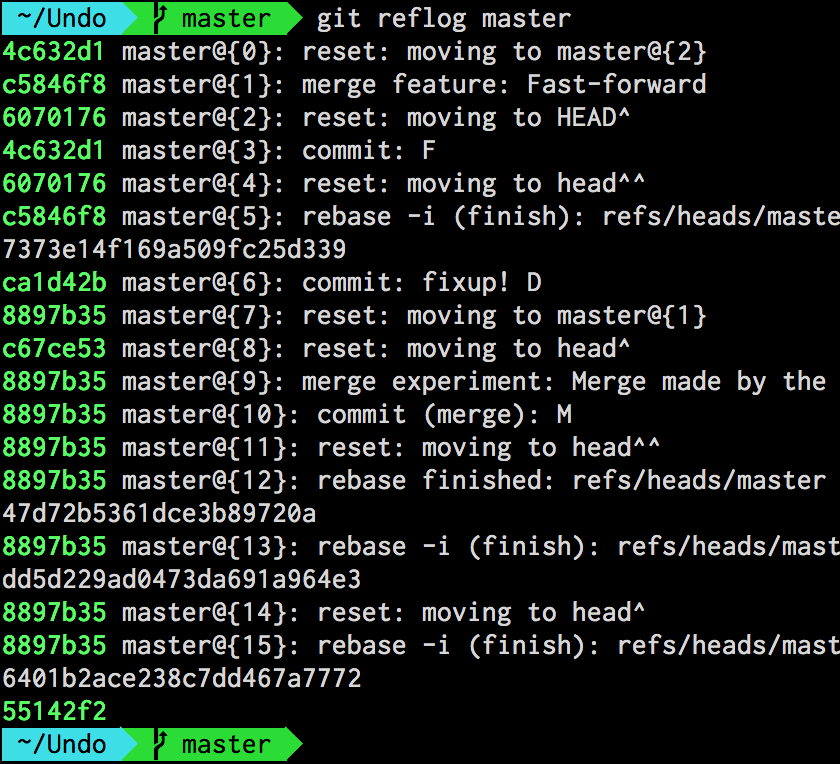 ~/Undo master git reflog master
4c632d1 master@{0}: reset: moving to master@{2}
c5846f8 master@{1}: merge feature: Fast-forward
6070176 master@{2}: reset: moving to HEAD^
4c632d1 master@{3}: commit: F
6070176 master@{4}: reset: moving to head^^
c5846f8 master@{5}: rebase -i (finish): refs/heads/maste
7373e14f169a509fc25d339
ca1d42b master@{6}: commit: fixup! D
8897b35 master@{7}: reset: moving to master@{1}
c67ce53 master@{8}: reset: moving to head^
8897b35 master@{9}: merge experiment: Merge made by the
8897b35 master@{10}: commit (merge): M
8897b35 master@{11}: reset: moving to head^^
8897b35 master@{12}: rebase finished: refs/heads/master
47d72b5361dce3b89720a
8897b35 master@{13}: rebase -i (finish): refs/heads/mast
dd5d229ad0473da691a964e3
8897b35 master@{14}: reset: moving to head^
8897b35 master@{15}: rebase -i (finish): refs/heads/mast
6401b2ace238c7dd467a7772
55142f2
~/Undo master